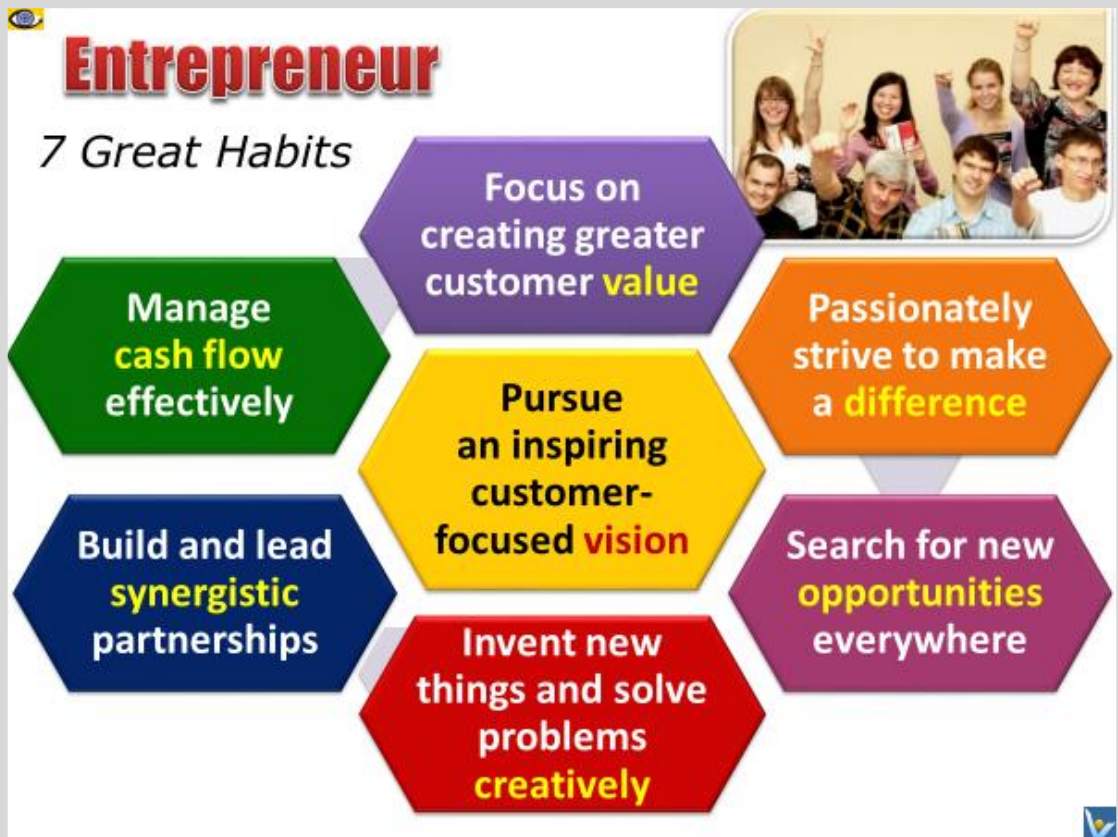 Entrepreneur
7 Great Habits
Focus on
creating greater
customer value
Manage
cash flow
effectively
Passionately
strive to make
a difference
Pursue
an inspiring
customer-
focused vision
Build and lead
synergistic
partnerships
Search for new
opportunities
everywhere
Invent new
things and solve
problems
creatively